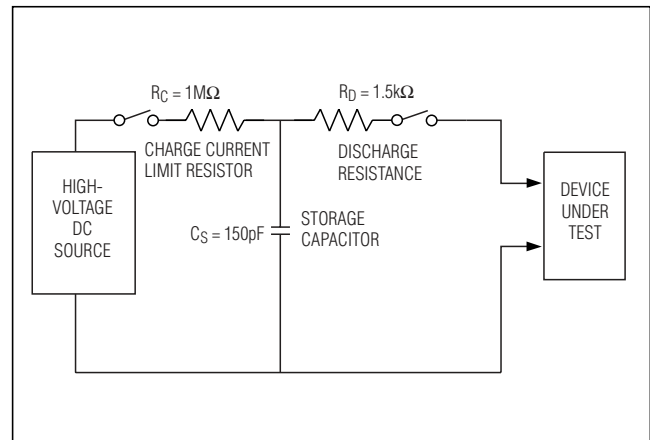 R_C = 1MΩ
R_D = 1.5kΩ
CHARGE CURRENT
LIMIT RESISTOR
DISCHARGE
RESISTANCE
HIGH-
VOLTAGE
DC
SOURCE
C_S = 150pF
STORAGE
CAPACITOR
DEVICE
UNDER
TEST